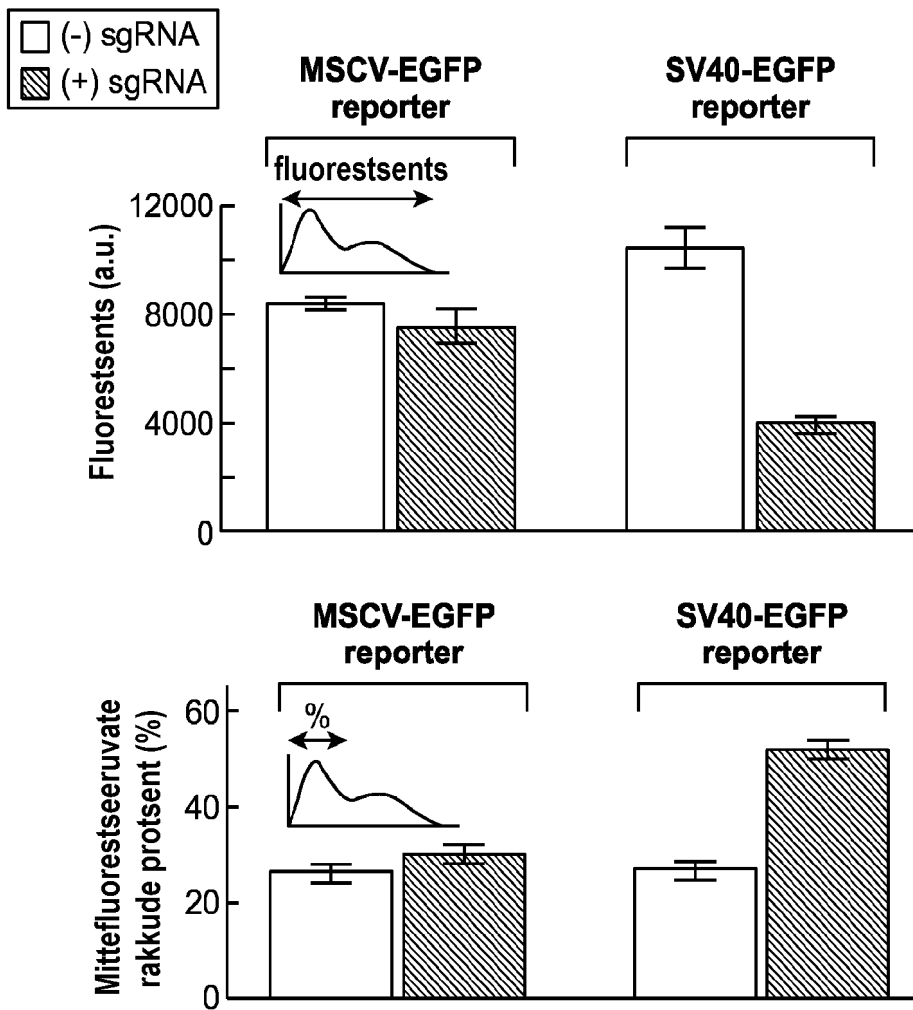 (-) sgRNA
(+) sgRNA
MSCV-EGFP
reporter
SV40-EGFP
reporter
fluorestsents
Fluorestsents (a.u.)
12000
8000
4000
0
MSCV-EGFP
reporter
SV40-EGFP
reporter
%
Mittefluorestseeruvate
rakkude protsent (%)
60
40
20
0